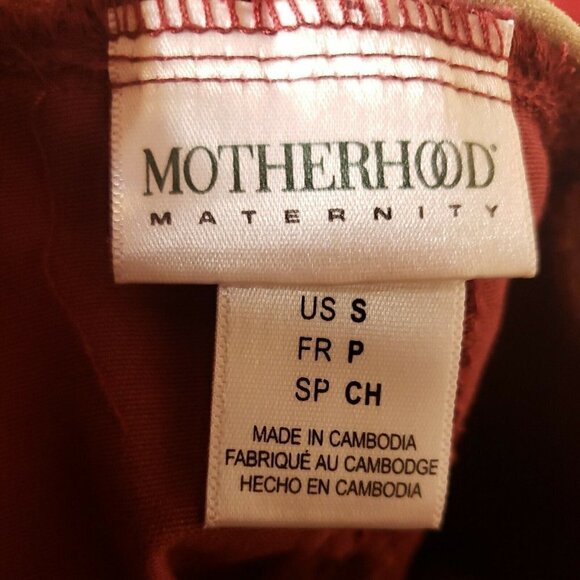 MOTHERHOOD®
MATERNITY
US S
FR P
SP CH
MADE IN CAMBODIA
FABRIQUÉ AU CAMBODGE
HECHO EN CAMBODIA